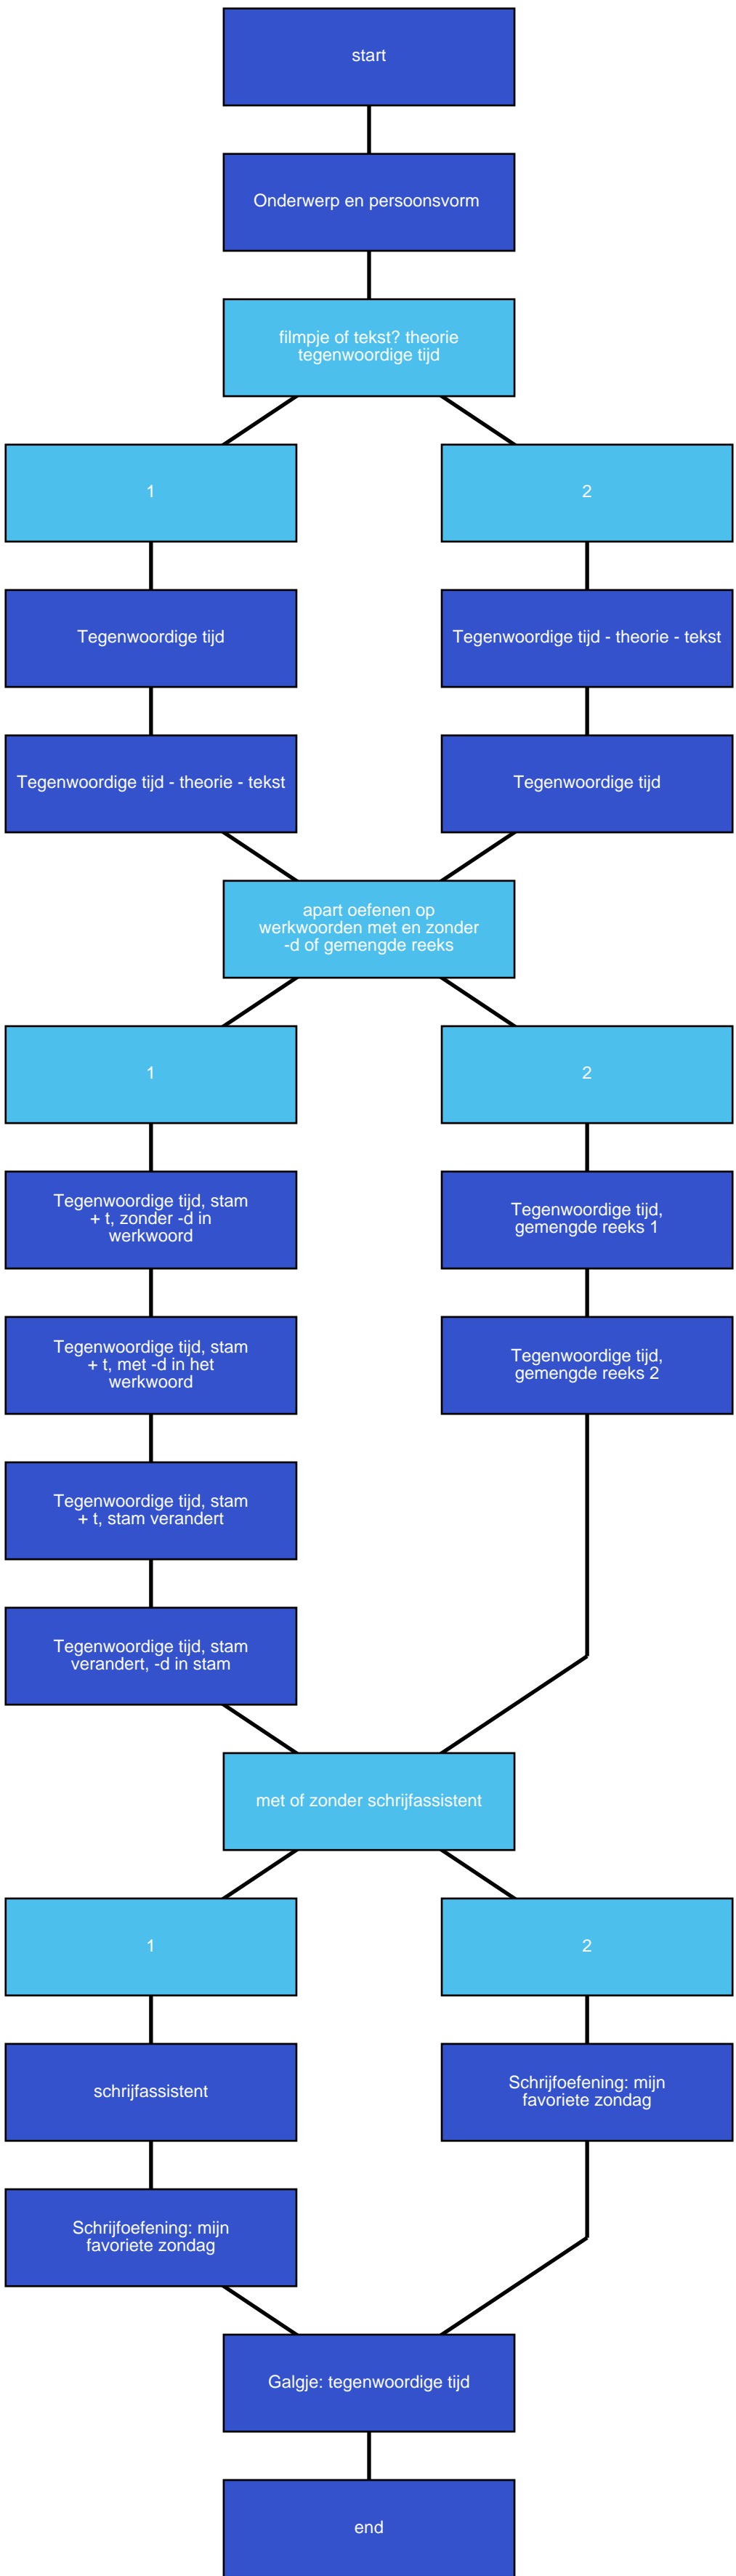 start
Onderwerp en persoonsvorm
filmpje of tekst? theorie
tegenwoordige tijd
1
2
Tegenwoordige tijd
Tegenwoordige tijd - theorie - tekst
Tegenwoordige tijd - theorie - tekst
Tegenwoordige tijd
apart oefenen op
werkwoorden met en zonder
-d of gemengde reeks
1
2
Tegenwoordige tijd, stam
+ t, zonder -d in
werkwoord
Tegenwoordige tijd,
gemengde reeks 1
Tegenwoordige tijd, stam
+ t, met -d in het
werkwoord
Tegenwoordige tijd,
gemengde reeks 2
Tegenwoordige tijd, stam
+ t, stam verandert
Tegenwoordige tijd, stam
verandert, -d in stam
met of zonder schrijfassistent
1
2
schrijfassistent
Schrijfoefening: mijn
favoriete zondag
Schrijfoefening: mijn
favoriete zondag
Galgje: tegenwoordige tijd
end